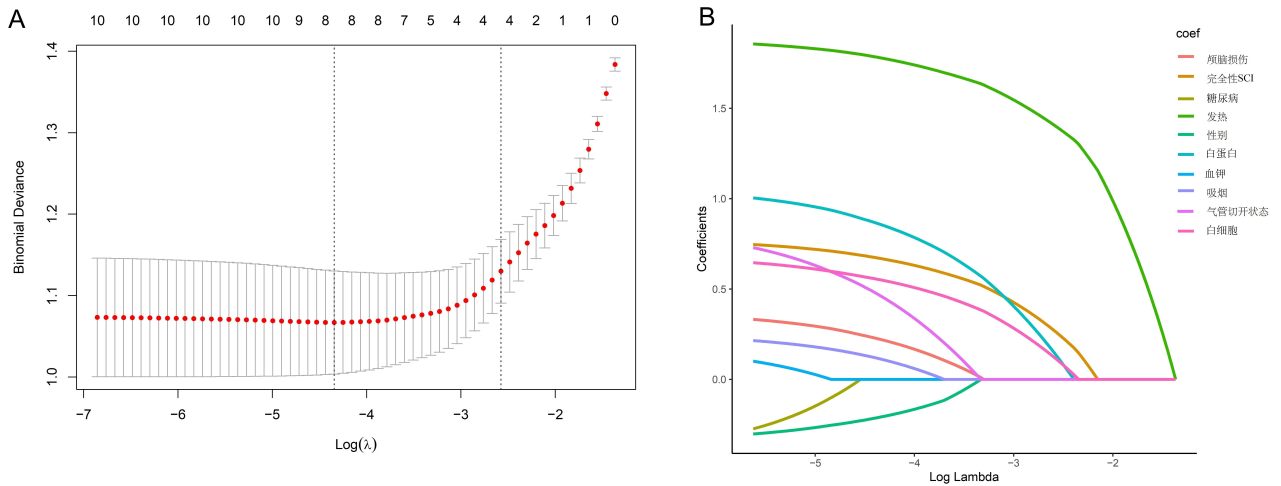 A
10 10 10 10 10 9 8 8 8 7 5 4 4 4 2 1 1 0
Binomial Deviance
1.4
1.3
1.2
1.1
1.0
−7 −6 −5 −4 −3 −2
Log(λ)
B
Coefficients
1.5
1.0
0.5
0.0
−5 −4 −3 −2
Log Lambda
coef
颅脑损伤
完全性SCI
糖尿病
发热
性别
白蛋白
血钾
吸烟
气管切开状态
白细胞